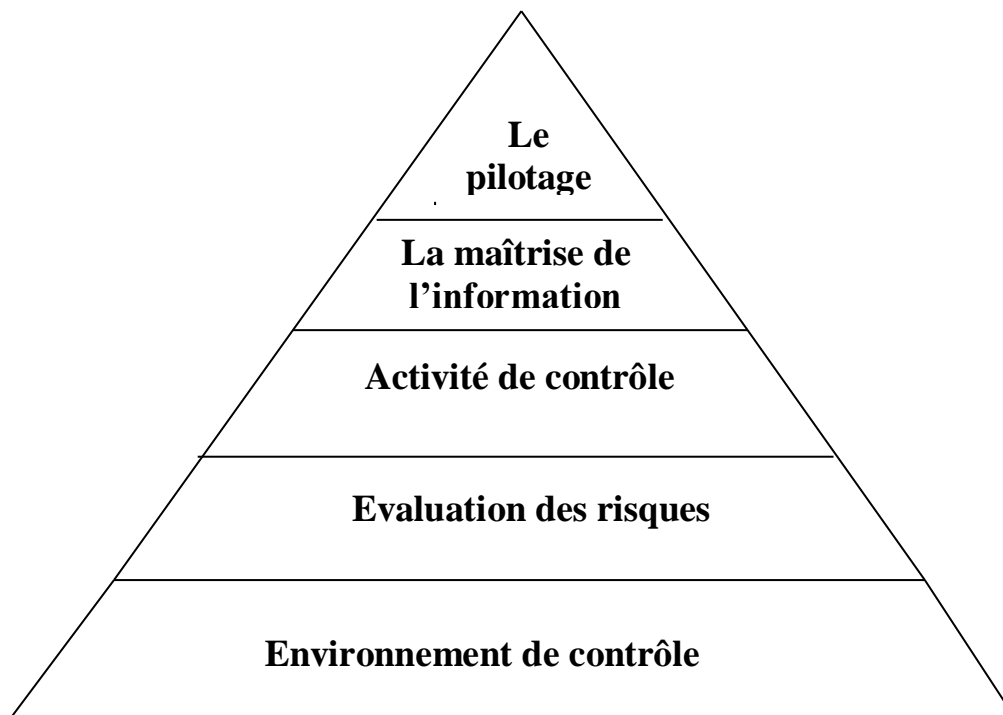 Le
pilotage
La maîtrise de
l’information
Activité de contrôle
Evaluation des risques
Environnement de contrôle